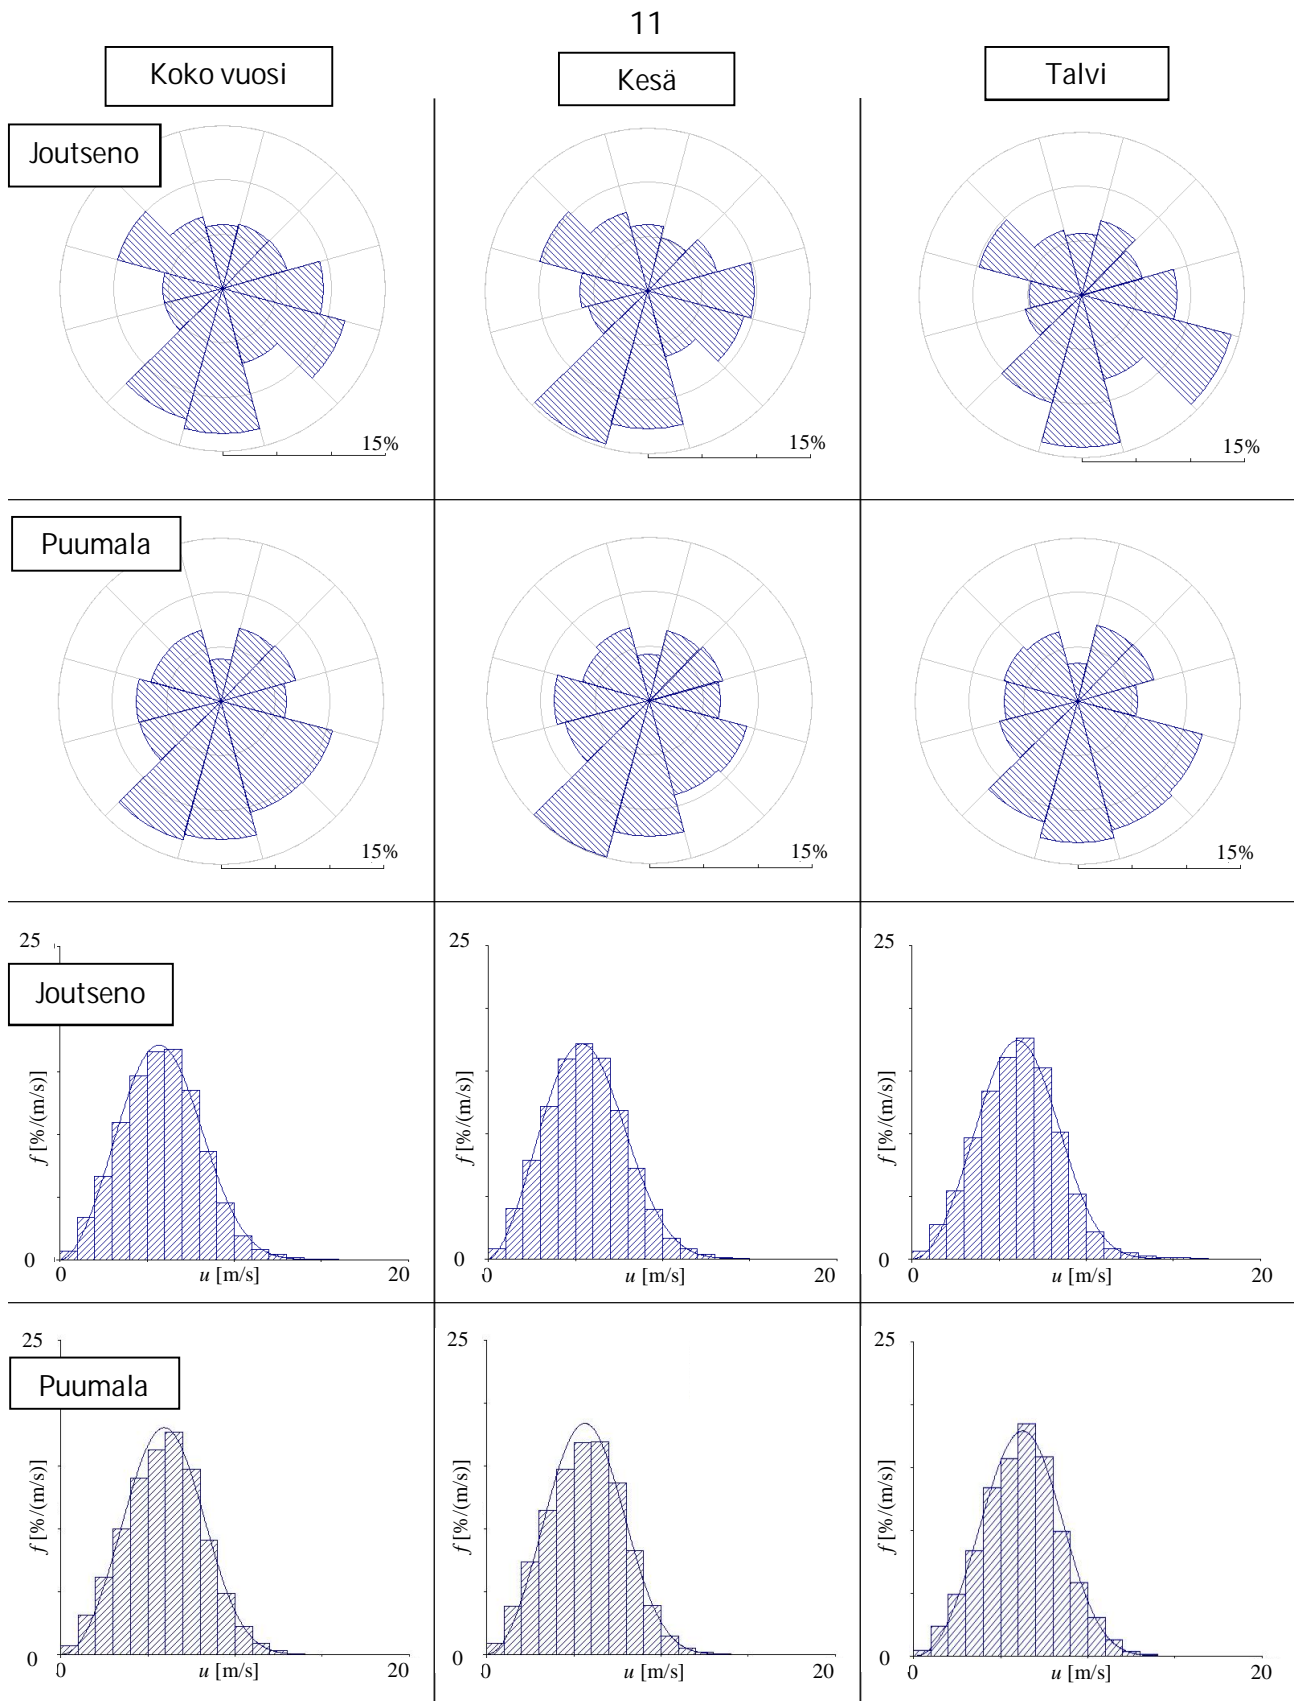 11
Koko vuosi
Kesä
Talvi
Joutseno
15%
15%
15%
Puumala
15%
15%
15%
25
25
25
Joutseno
f [%/(m/s)]
f [%/(m/s)]
f [%/(m/s)]
0
0
0
0
u [m/s]
20
0
u [m/s]
20
0
u [m/s]
20
25
25
25
Puumala
f [%/(m/s)]
f [%/(m/s)]
f [%/(m/s)]
0
0
0
0
u [m/s]
20
0
u [m/s]
20
0
u [m/s]
20